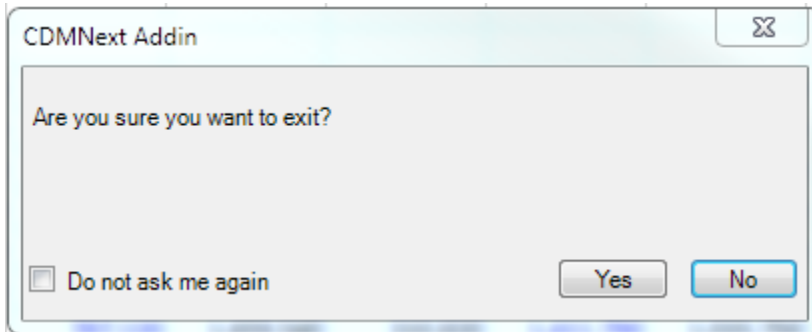 CDMNext Addin
Are you sure you want to exit?
Do not ask me again
Yes
No